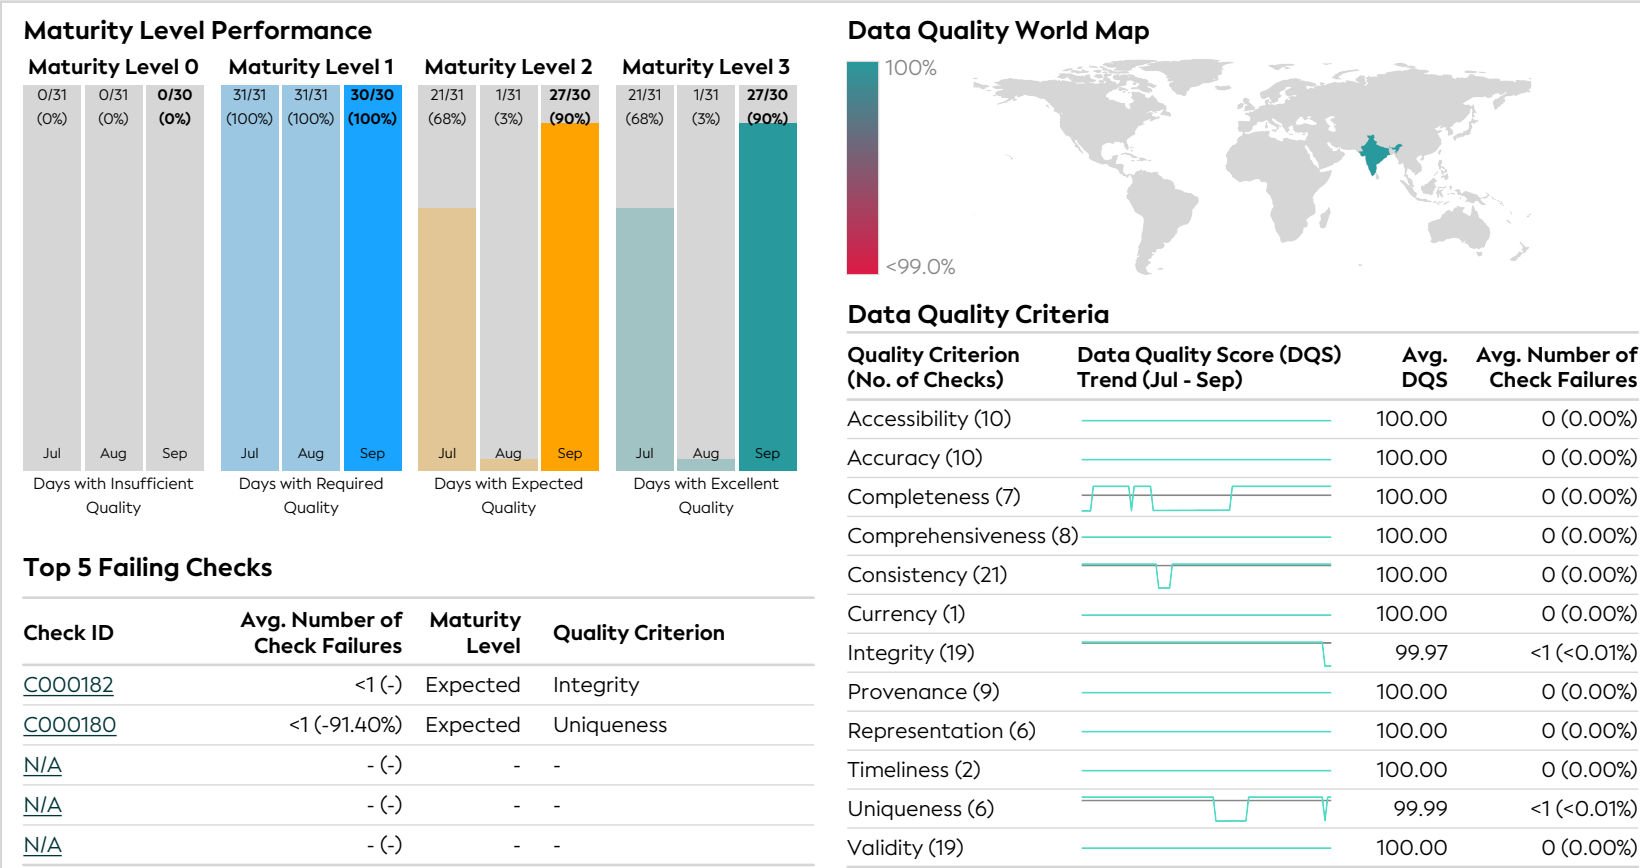 Maturity Level Performance
Maturity Level 0
Maturity Level 1
Maturity Level 2
Maturity Level 3
0/31 0/31 0/30
(0%) (0%) (0%)
31/31 31/31 30/30
(100%) (100%) (100%)
21/31 1/31 27/30
(68%) (3%) (90%)
21/31 1/31 27/30
(68%) (3%) (90%)
Jul Aug Sep
Jul Aug Sep
Jul Aug Sep
Jul Aug Sep
Days with Insufficient
Quality
Days with Required
Quality
Days with Expected
Quality
Days with Excellent
Quality
Top 5 Failing Checks
Check ID Avg. Number of Check Failures Maturity Level Quality Criterion
C000182 <1 (-) Expected Integrity
C000180 <1 (-91.40%) Expected Uniqueness
N/A - (-) - -
N/A - (-) - -
N/A - (-) - -
Data Quality World Map
100%
<99.0%
Data Quality Criteria
Quality Criterion Data Quality Score (DQS) Avg. Avg. Number of
(No. of Checks) Trend (Jul - Sep) DQS Check Failures
Accessibility (10) 100.00 0 (0.00%)
Accuracy (10) 100.00 0 (0.00%)
Completeness (7) 100.00 0 (0.00%)
Comprehensiveness (8) 100.00 0 (0.00%)
Consistency (21) 100.00 0 (0.00%)
Currency (1) 100.00 0 (0.00%)
Integrity (19) 99.97 <1 (<0.01%)
Provenance (9) 100.00 0 (0.00%)
Representation (6) 100.00 0 (0.00%)
Timeliness (2) 100.00 0 (0.00%)
Uniqueness (6) 99.99 <1 (<0.01%)
Validity (19) 100.00 0 (0.00%)